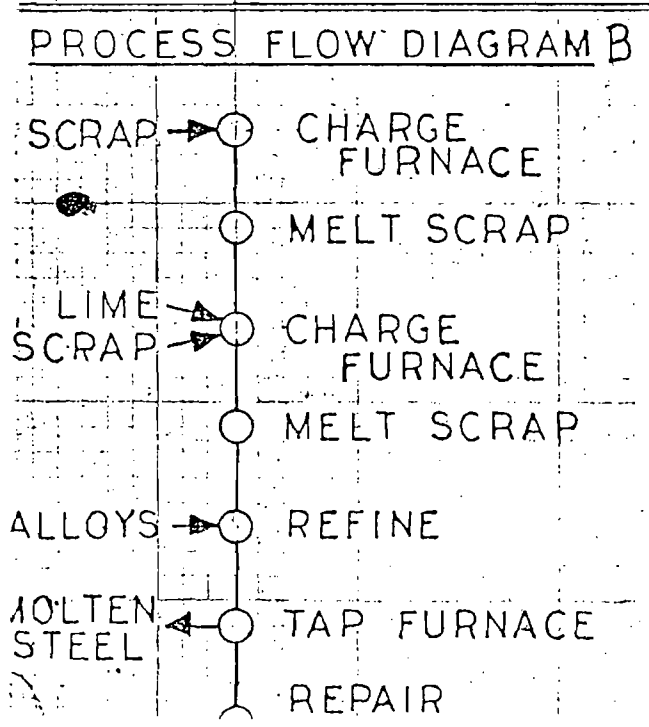 PROCESS FLOW DIAGRAM B
SCRAP
CHARGE
FURNACE
MELT SCRAP
LIME
SCRAP
CHARGE
FURNACE
MELT SCRAP
ALLOYS
REFINE
MOLTEN
STEEL
TAP FURNACE
REPAIR